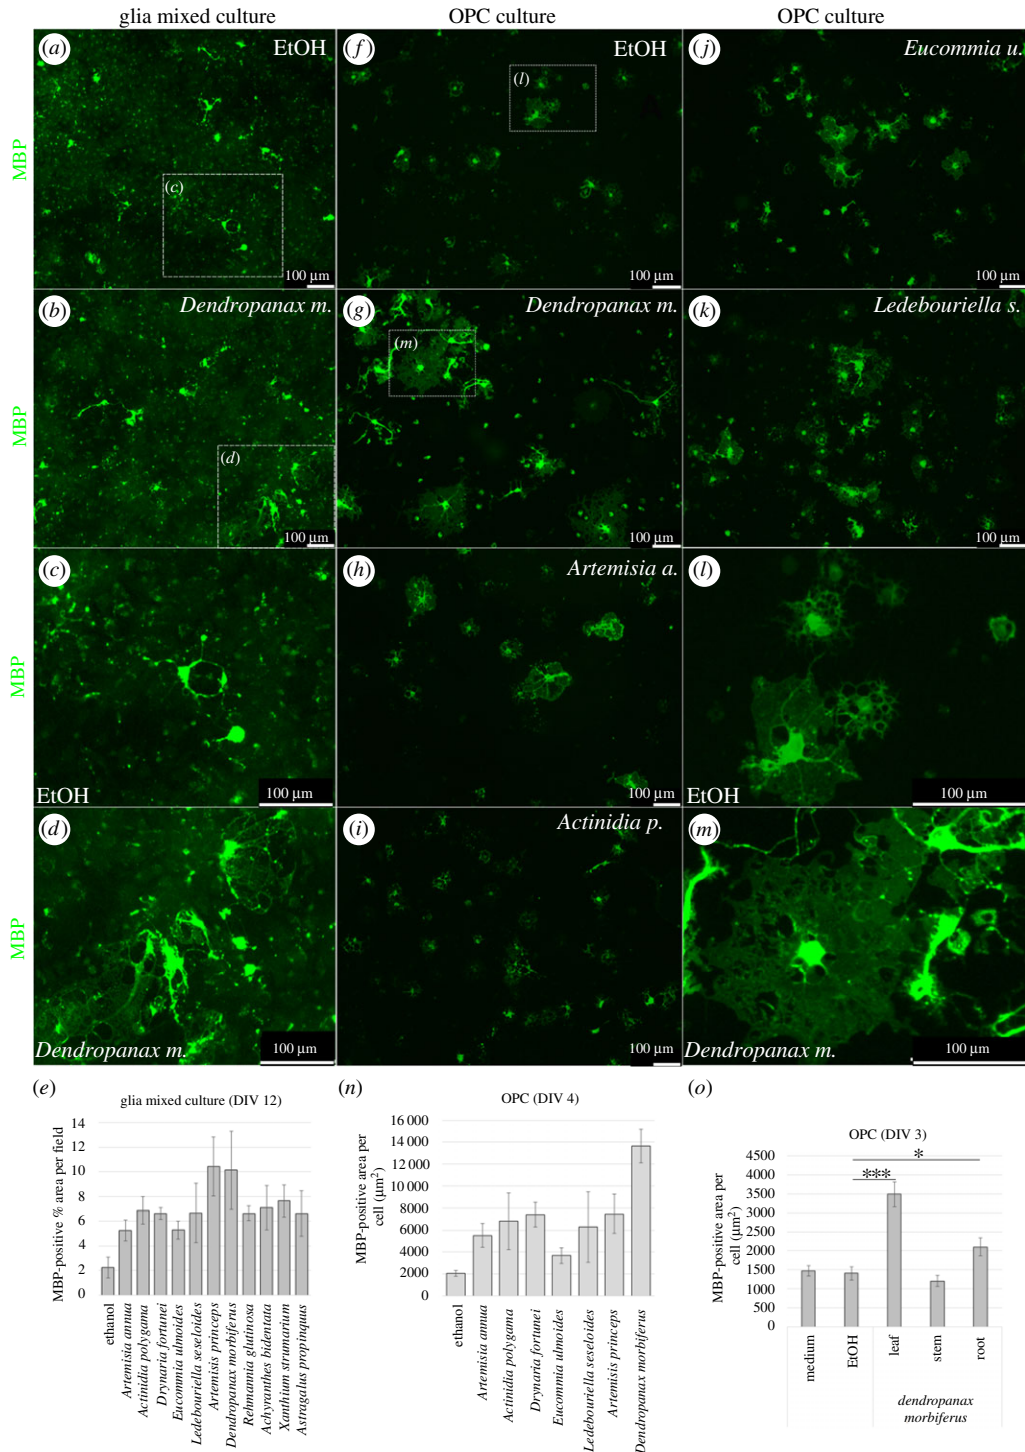 glia mixed culture
OPC culture
OPC culture
(a)
EtOH
(c)
100 µm
MBP
(f)
EtOH
(l)
100 µm
(j)
Eucommia u.
100 µm
(b)
Dendropanax m.
(d)
100 µm
MBP
(g)
Dendropanax m.
(m)
100 µm
(k)
Ledebouriella s.
100 µm
(c)
EtOH
100 µm
MBP
(h)
Artemisia a.
100 µm
(l)
EtOH
100 µm
(d)
Dendropanax m.
100 µm
MBP
(i)
Actinidia p.
100 µm
(m)
Dendropanax m.
100 µm
(e)
glia mixed culture (DIV 12)
MBP-positive % area per field
14
12
10
8
6
4
2
0
ethanol
Artemisia annua
Actinidia polygama
Drynaria fortunei
Eucommia ulmoides
Ledebouriella seseloides
Artemisis princeps
Dendropanax morbiferus
Rehmannia glutinosa
Achyranthes bidentata
Xanthium strumarium
Astragalus propinquus
(n)
OPC (DIV 4)
MBP-positive area per
cell (µm²)
16 000
14 000
12 000
10 000
8000
6000
4000
2000
0
ethanol
Artemisia annua
Actinidia polygama
Drynaria fortunei
Eucommia ulmoides
Ledebouriella seseloides
Artemisis princeps
Dendropanax morbiferus
(o)
OPC (DIV 3)
MBP-positive area per
cell (µm²)
4500
4000
3500
3000
2500
2000
1500
1000
500
0
*
***
medium
EtOH
leaf
stem
root
dendropanax
morbiferus